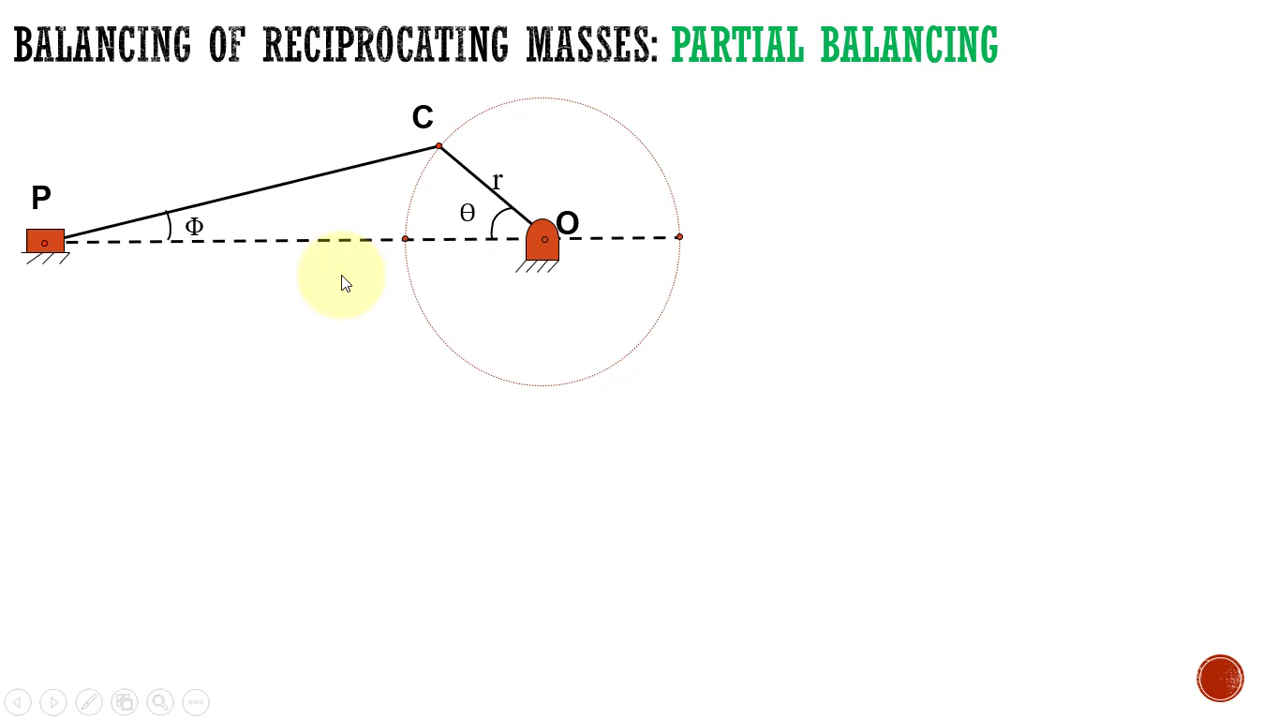 BALANCING OF RECIPROCATING MASSES: PARTIAL BALANCING
C
r
P
Θ
O
Φ